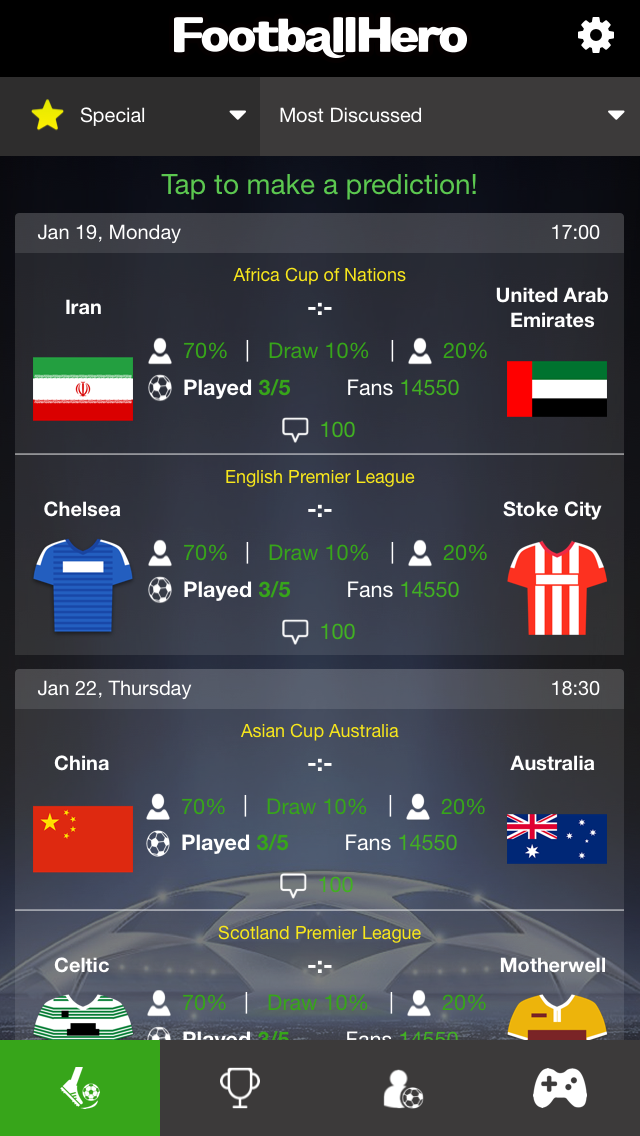 FootballHero
Special Most Discussed
Tap to make a prediction!
Jan 19, Monday 17:00
Africa Cup of Nations
Iran -:- United Arab Emirates
70% | Draw 10% | 20%
Played 3/5 Fans 14550
100
English Premier League
Chelsea -:- Stoke City
70% | Draw 10% | 20%
Played 3/5 Fans 14550
100
Jan 22, Thursday 18:30
Asian Cup Australia
China -:- Australia
70% | Draw 10% | 20%
Played 3/5 Fans 14550
100
Scotland Premier League
Celtic -:- Motherwell
70% | Draw 10% | 20%
Played 3/5 Fans 14550